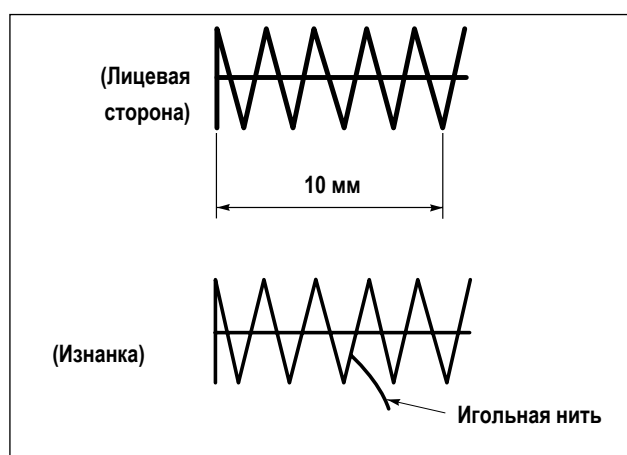 (Лицевая
сторона)
10 мм
(Изнанка)
Игольная нить